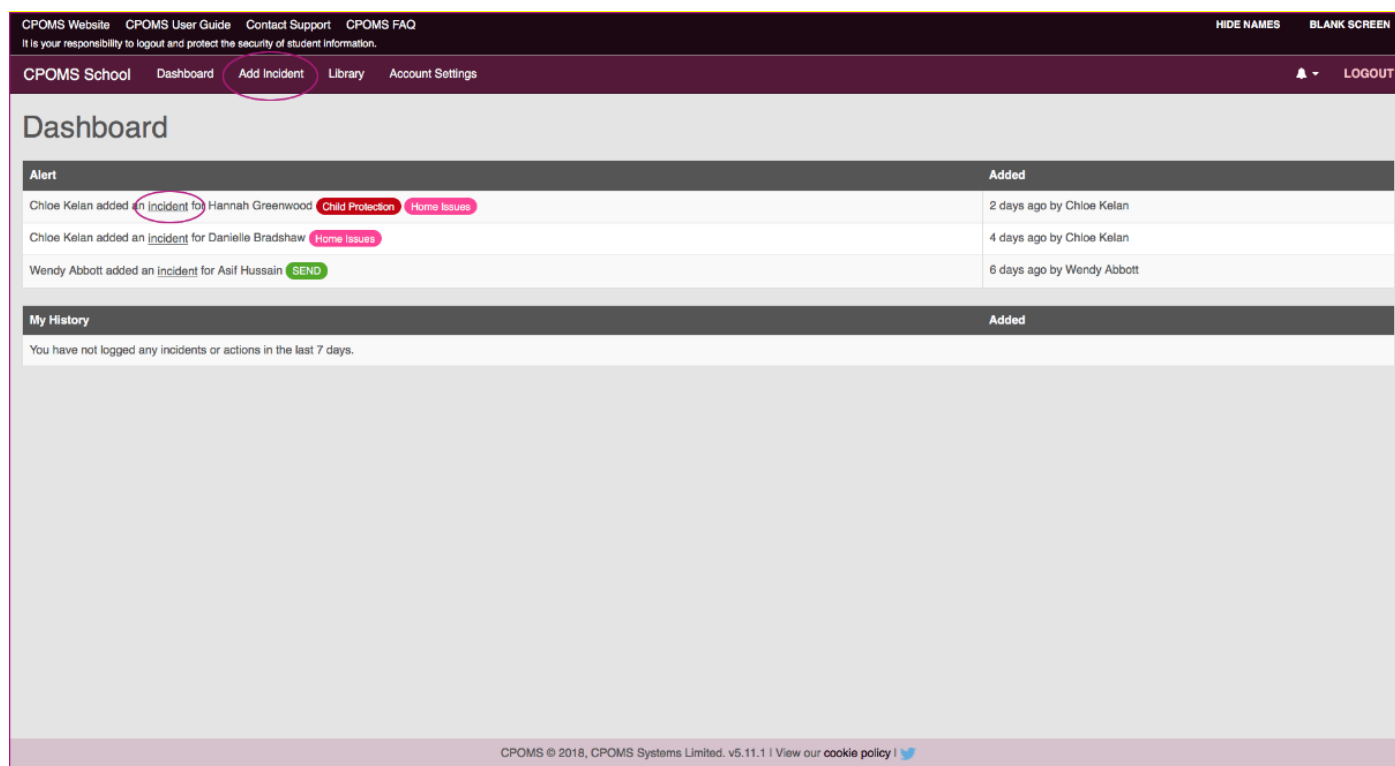 CPOMS Website CPOMS User Guide Contact Support CPOMS FAQ HIDE NAMES BLANK SCREEN
It is your responsibility to logout and protect the security of student information.
CPOMS School Dashboard Add Incident Library Account Settings LOGOUT
Dashboard
Alert Added
Chloe Kelan added an incident for Hannah Greenwood Child Protection Home Issues 2 days ago by Chloe Kelan
Chloe Kelan added an incident for Danielle Bradshaw Home Issues 4 days ago by Chloe Kelan
Wendy Abbott added an incident for Asif Hussain SEND 6 days ago by Wendy Abbott
My History Added
You have not logged any incidents or actions in the last 7 days.
CPOMS © 2018, CPOMS Systems Limited. v5.11.1 | View our cookie policy |